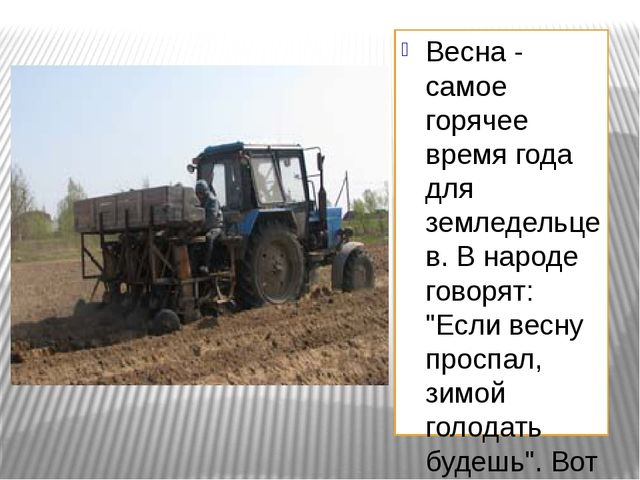 Весна -
самое
горячее
время года
для
земледельце
в. В народе
говорят:
"Если весну
проспал,
зимой
голодать
будешь". Вот